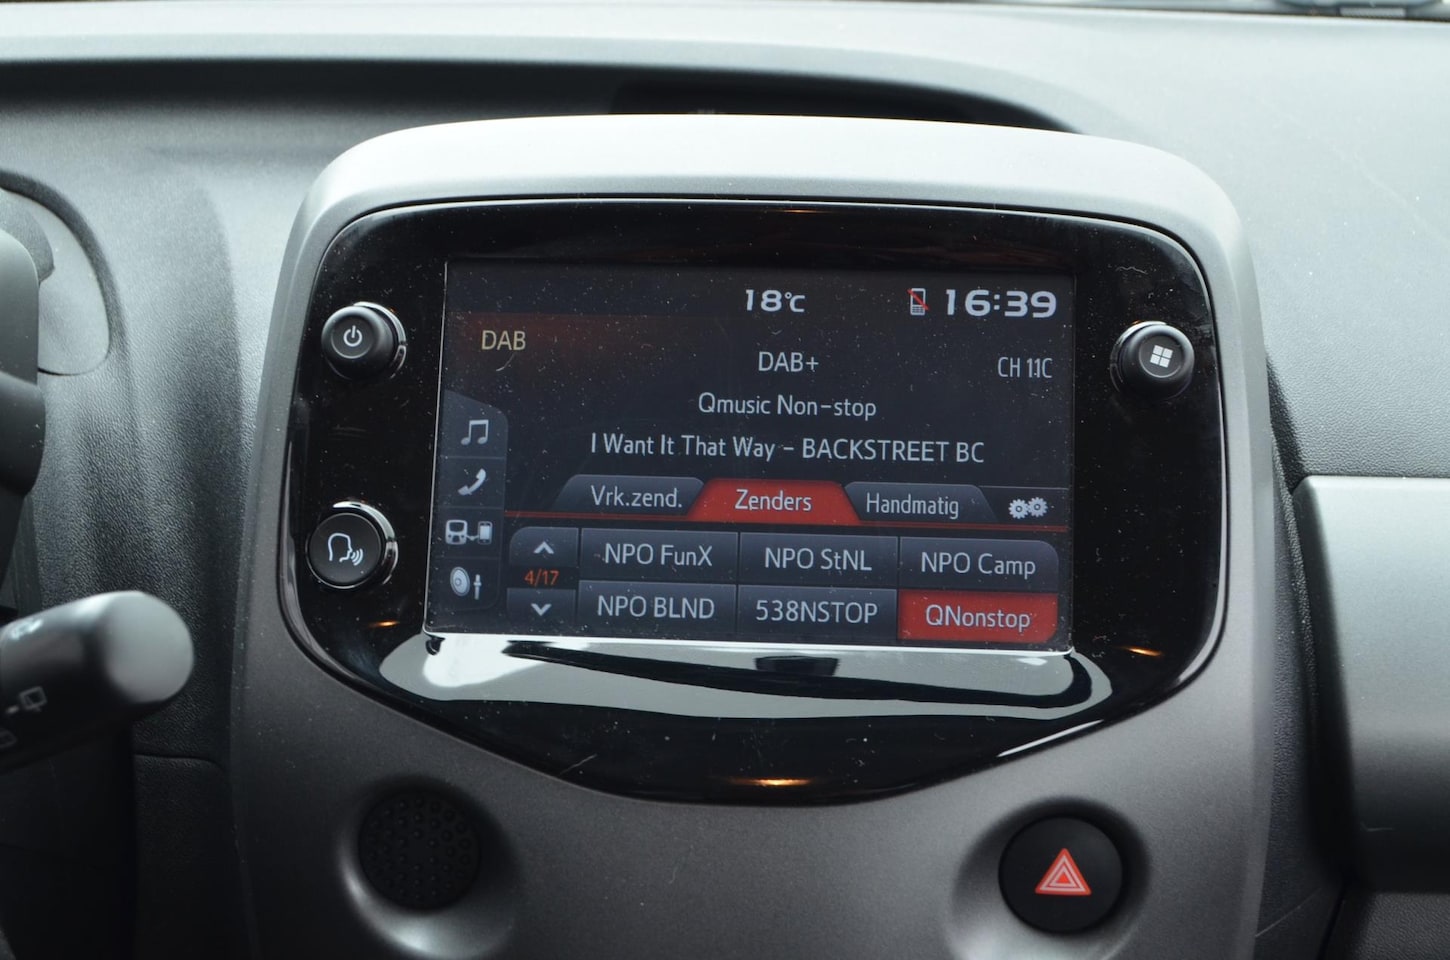 18°C 16:39
DAB
DAB+ CH 11C
Qmusic Non-stop
I Want It That Way - BACKSTREET BC
Vrk.zend. Zenders Handmatig
NPO FunX NPO StNL NPO Camp
4/17
NPO BLND 538NSTOP QNonstop